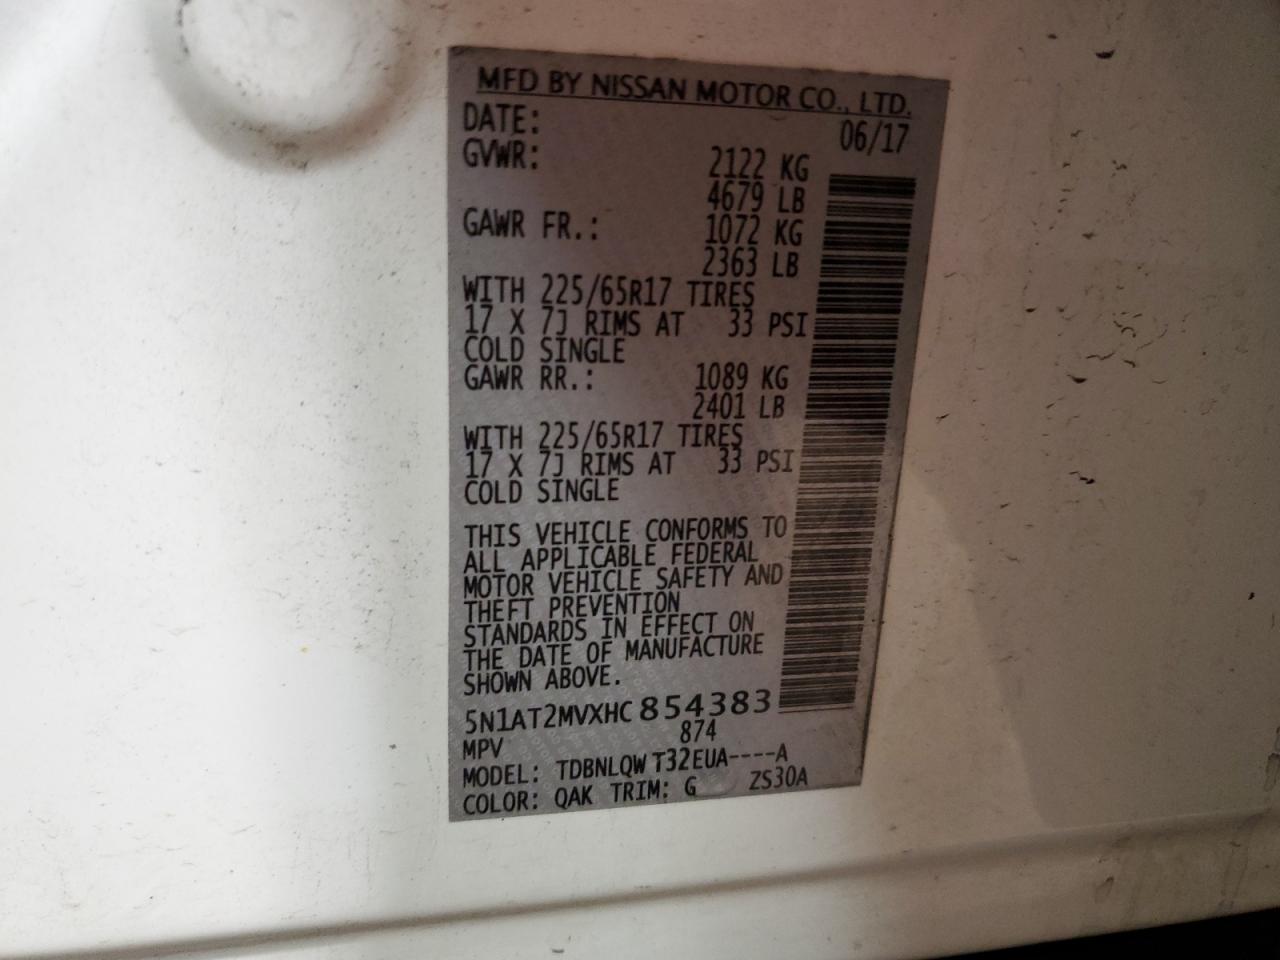 MFD BY NISSAN MOTOR CO., LTD.
DATE: 06/17
GVWR: 2122 KG
4679 LB
GAWR FR.: 1072 KG
2363 LB
WITH 225/65R17 TIRES
17 X 7J RIMS AT 33 PSI
COLD SINGLE
GAWR RR.: 1089 KG
2401 LB
WITH 225/65R17 TIRES
17 X 7J RIMS AT 33 PSI
COLD SINGLE
THIS VEHICLE CONFORMS TO
ALL APPLICABLE FEDERAL
MOTOR VEHICLE SAFETY AND
THEFT PREVENTION
STANDARDS IN EFFECT ON
THE DATE OF MANUFACTURE
SHOWN ABOVE.
5N1AT2MVXHC854383
MPV 874
MODEL: TDBNLQW T32EUA----A
COLOR: QAK TRIM: G ZS30A